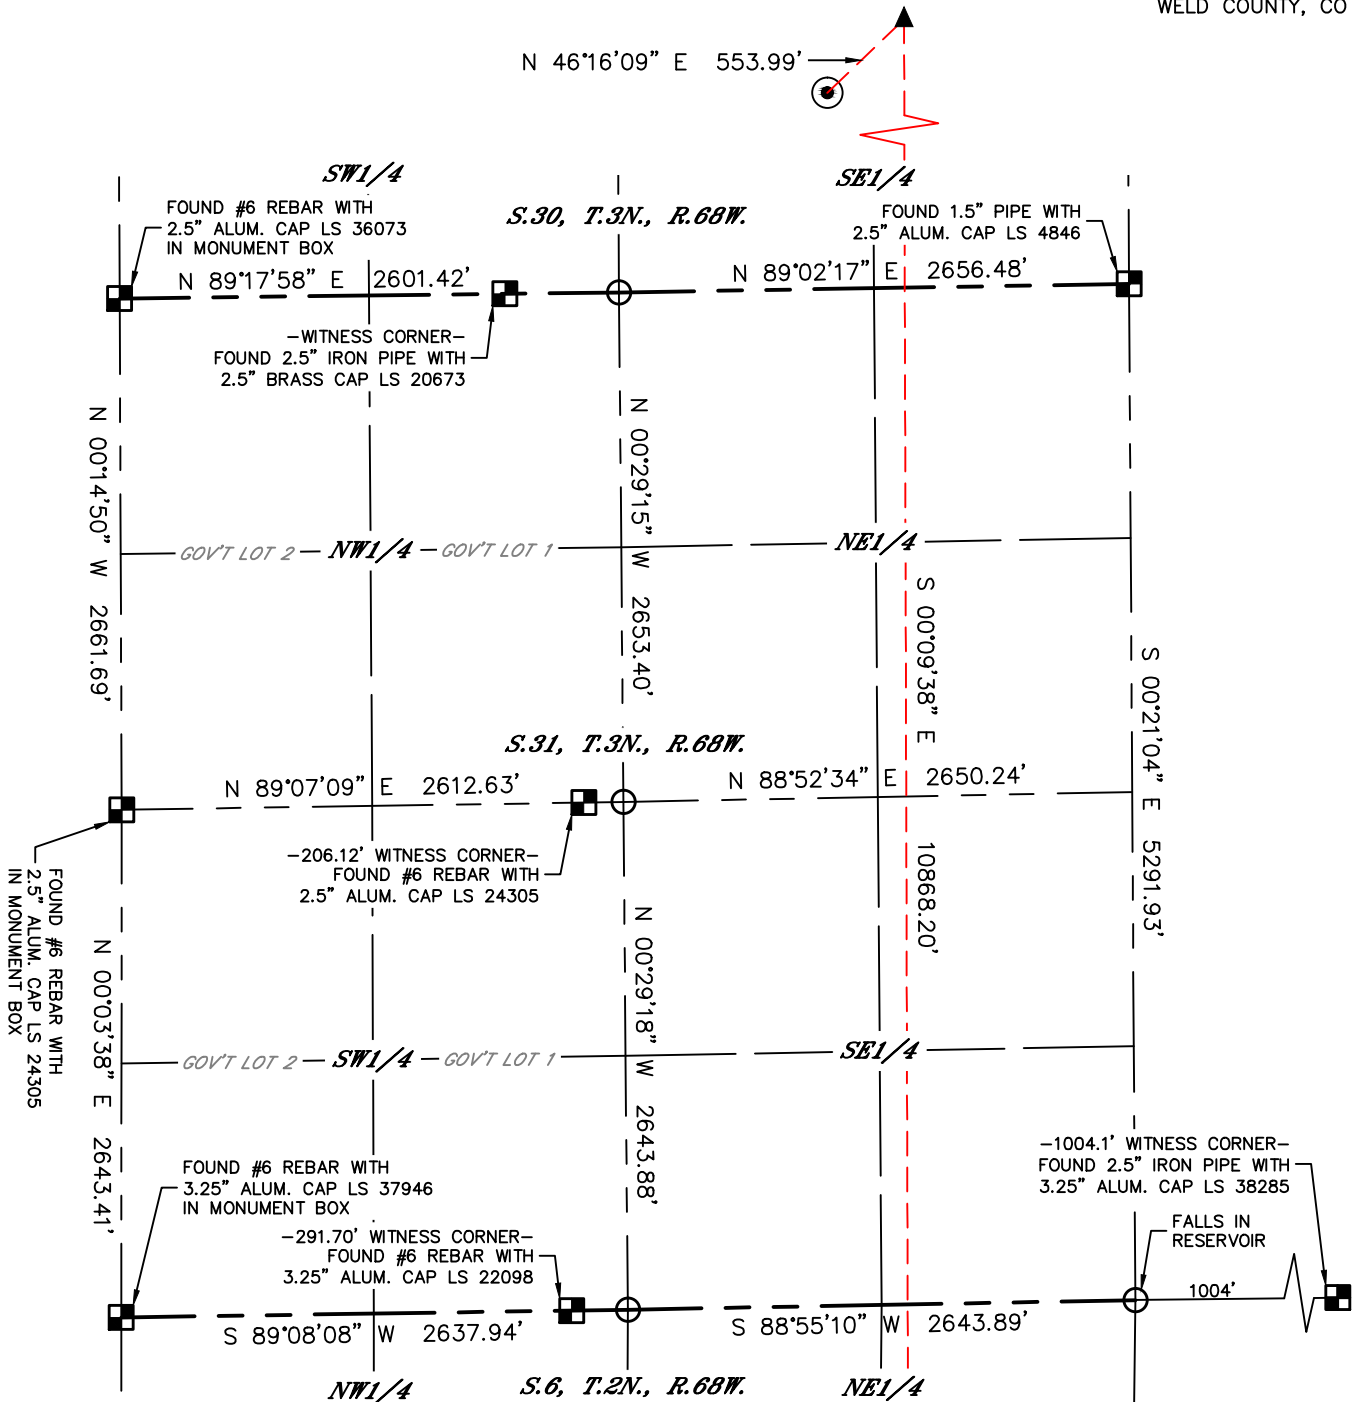 WELD COUNTY, CO
N 46°16'09" E 553.99'
SW1/4
SE1/4
FOUND #6 REBAR WITH
2.5" ALUM. CAP LS 36073
IN MONUMENT BOX
S.30, T.3N., R.68W.
FOUND 1.5" PIPE WITH
2.5" ALUM. CAP LS 4846
N 89°17'58" E 2601.42'
N 89°02'17" E 2656.48'
-WITNESS CORNER-
FOUND 2.5" IRON PIPE WITH
2.5" BRASS CAP LS 20673
N 00°14'50" W 2661.69'
N 00°29'15" W 2653.40'
GOV'T LOT 2
NW1/4
GOV'T LOT 1
NE1/4
S 00°09'38" E 10868.20'
S 00°21'04" E 5291.93'
S.31, T.3N., R.68W.
N 89°07'09" E 2612.63'
N 88°52'34" E 2650.24'
-206.12' WITNESS CORNER-
FOUND #6 REBAR WITH
2.5" ALUM. CAP LS 24305
FOUND #6 REBAR WITH
2.5" ALUM. CAP LS 24305
IN MONUMENT BOX
N 00°03'38" E 2643.41'
N 00°29'18" W 2643.88'
GOV'T LOT 2
SW1/4
GOV'T LOT 1
SE1/4
FOUND #6 REBAR WITH
3.25" ALUM. CAP LS 37946
IN MONUMENT BOX
-1004.1' WITNESS CORNER-
FOUND 2.5" IRON PIPE WITH
3.25" ALUM. CAP LS 38285
-291.70' WITNESS CORNER-
FOUND #6 REBAR WITH
3.25" ALUM. CAP LS 22098
FALLS IN
RESERVOIR
1004'
S 89°08'08" W 2637.94'
S 88°55'10" W 2643.89'
NW1/4
S.6, T.2N., R.68W.
NE1/4